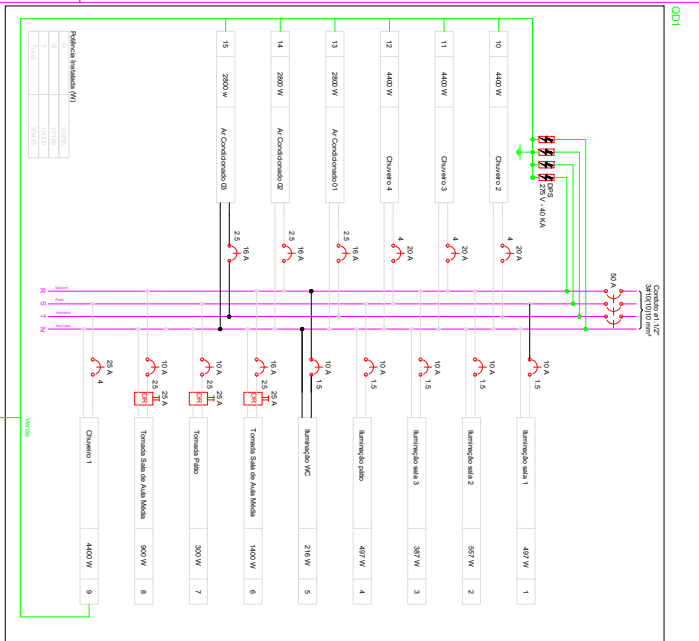 QD1
Conduto ø1.1/2"
3#10(10)10 mm²
50 A
DPS
275 V - 40 KA
R
S
T
N
10
4400 W
Chuveiro 2
4
20 A
11
4400 W
Chuveiro 3
4
20 A
12
4400 W
Chuveiro 4
4
20 A
13
2800 W
Ar Condicionado 01
2.5
16 A
14
2800 W
Ar Condicionado 02
2.5
16 A
15
2800 w
Ar Condicionado 03
2.5
16 A
10 A
1.5
Iluminação sala 1
497 W
1
10 A
1.5
Iluminação sala 2
557 W
2
10 A
1.5
Iluminação sala 3
387 W
3
10 A
1.5
Iluminação pátio
497 W
4
10 A
1.5
Iluminação WC
216 W
5
16 A
2.5
25 A
DR
Tomada Sala de Aula Média
1400 W
6
10 A
2.5
25 A
DR
Tomada Pátio
300 W
7
10 A
2.5
25 A
DR
Tomada Sala de Aula Média
900 W
8
25 A
4
Chuveiro 1
4400 W
9
Verde
Potência Instalada (W)
R
S
T
Total